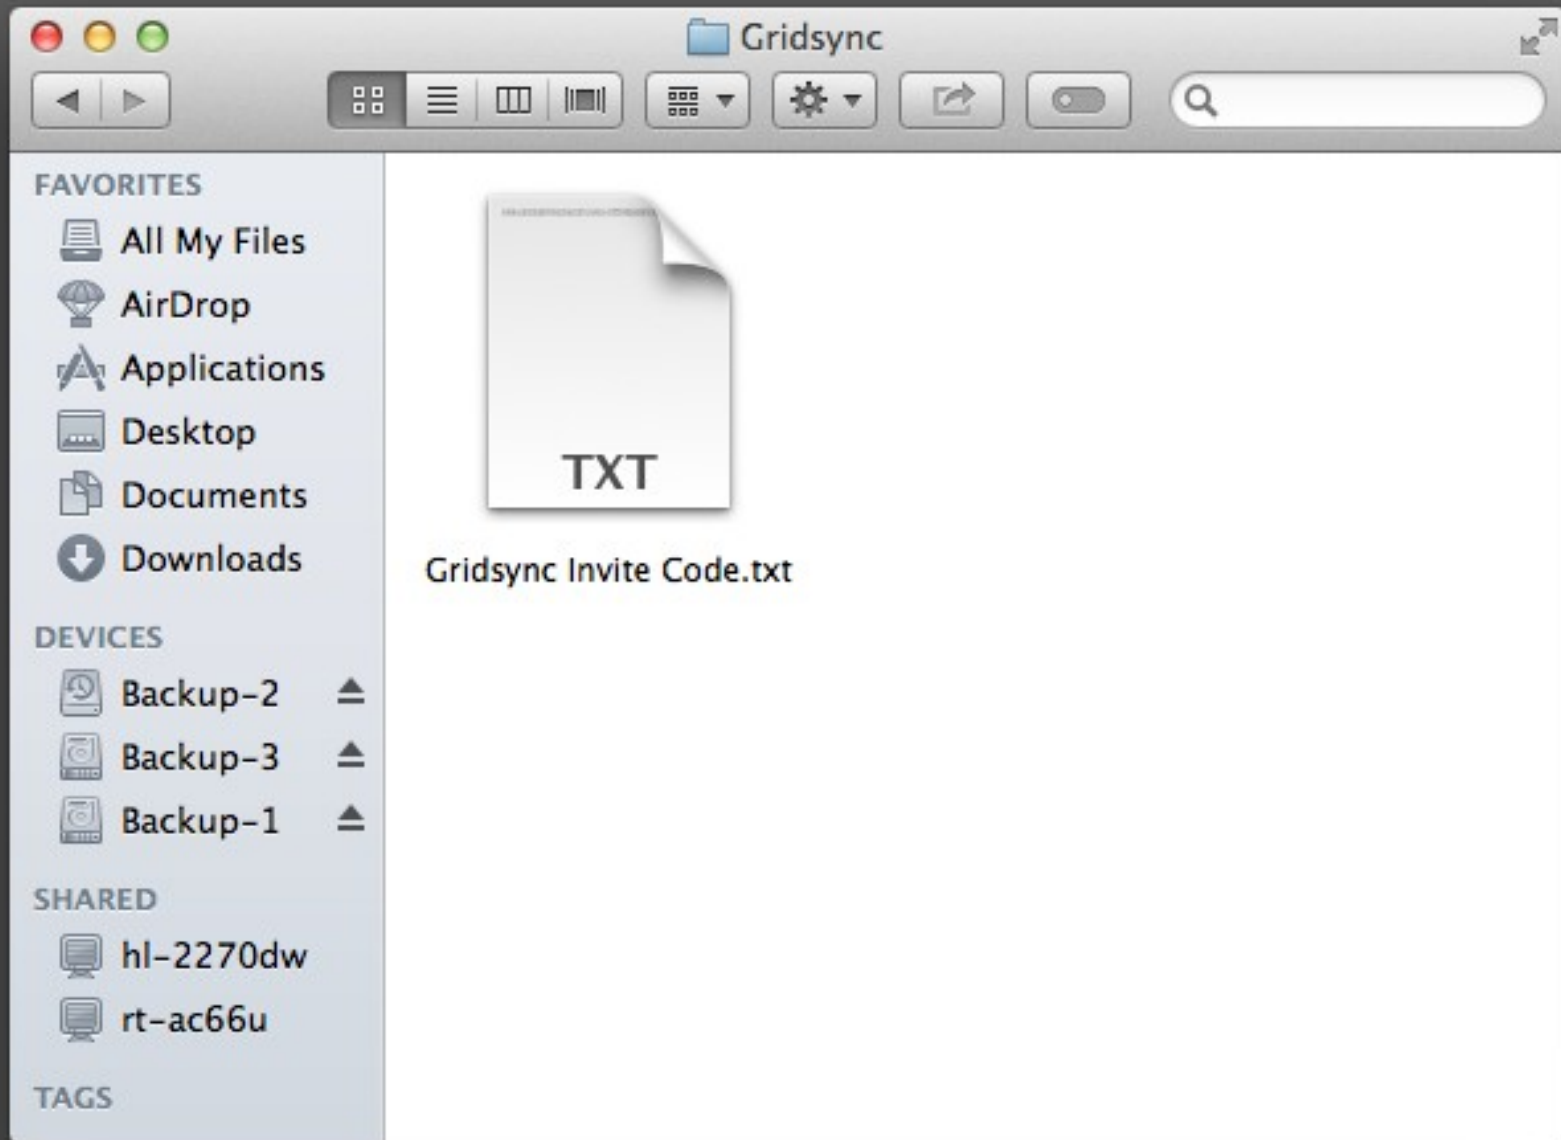 Gridsync
FAVORITES
All My Files
AirDrop
Applications
Desktop
Documents
Downloads
DEVICES
Backup-2
Backup-3
Backup-1
SHARED
hl-2270dw
rt-ac66u
TAGS
TXT
Gridsync Invite Code.txt